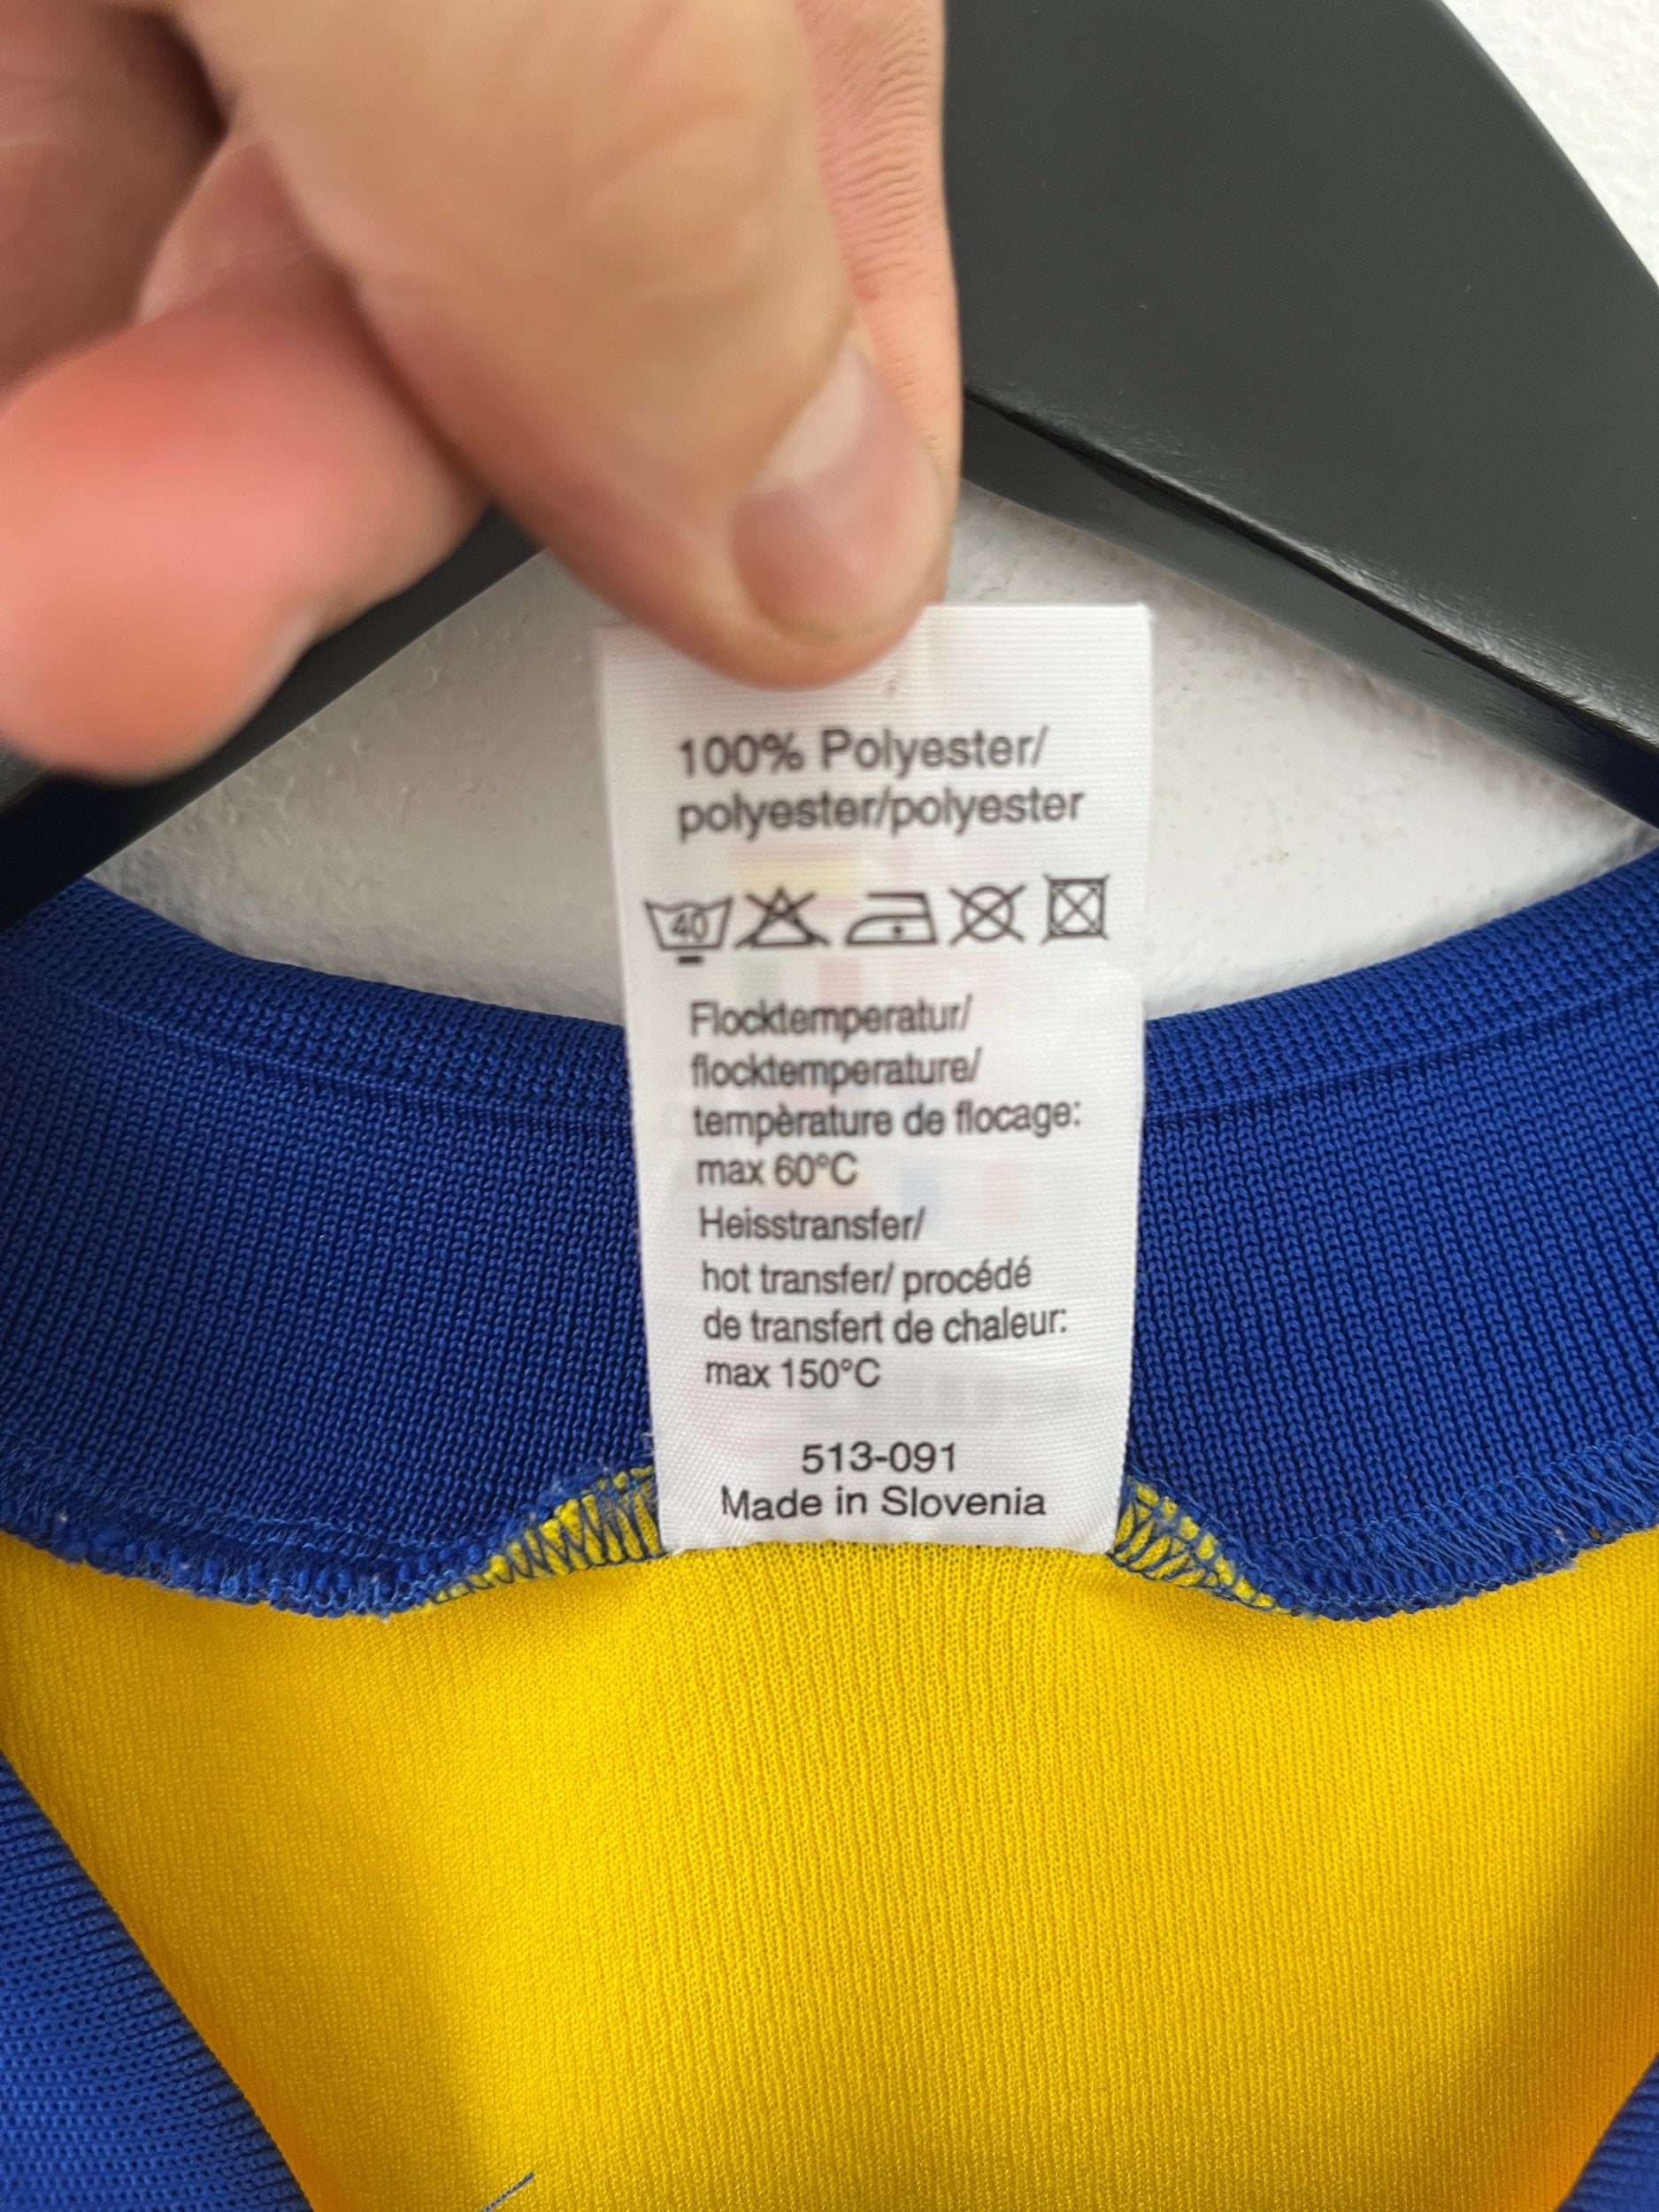 100% Polyester/
polyester/polyester
40
Flocktemperatur/
flocktemperature/
tempèrature de flocage:
max 60°C
Heisstransfer/
hot transfer/ procédé
de transfert de chaleur:
max 150°C
513-091
Made in Slovenia